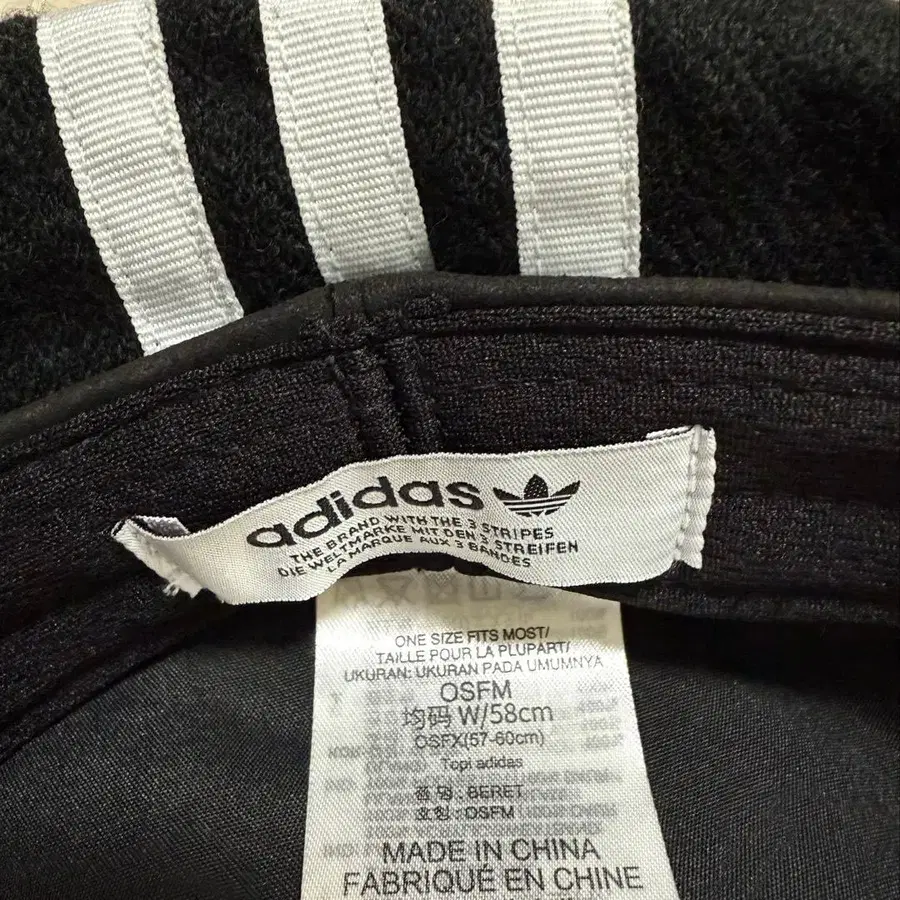 adidas
THE BRAND WITH THE 3 STRIPES
DIE WELTMARKE MIT DEN 3 STREIFEN
LA MARQUE AUX 3 BANDES
ONE SIZE FITS MOST/
TAILLE POUR LA PLUPART/
UKURAN: UKURAN PADA UMUMNYA
OSFM
均码 W/58cm
OSFX(57-60cm)
Topi adidas
품 명 : BERET
호칭 : OSFM
MADE IN CHINA
FABRIQUÉ EN CHINE